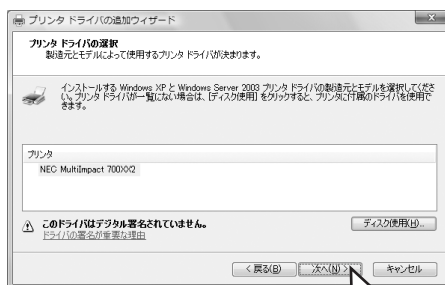 プリンタ ドライバの追加ウィザード
プリンタ ドライバの選択
製造元とモデルによって使用するプリンタ ドライバが決まります。
インストールする Windows XP と Windows Server 2003 プリンタ ドライバの製造元とモデルを選択してくださ
い。プリンタ ドライバが一覧にない場合は、[ディスク使用] をクリックすると、プリンタに付属のドライバを使用で
きます。
プリンタ
NEC MultiImpact 700XX2
このドライバはデジタル署名されていません。
ディスク使用(H)...
ドライバの署名が重要な理由
< 戻る(B)
次へ(N) >
キャンセル